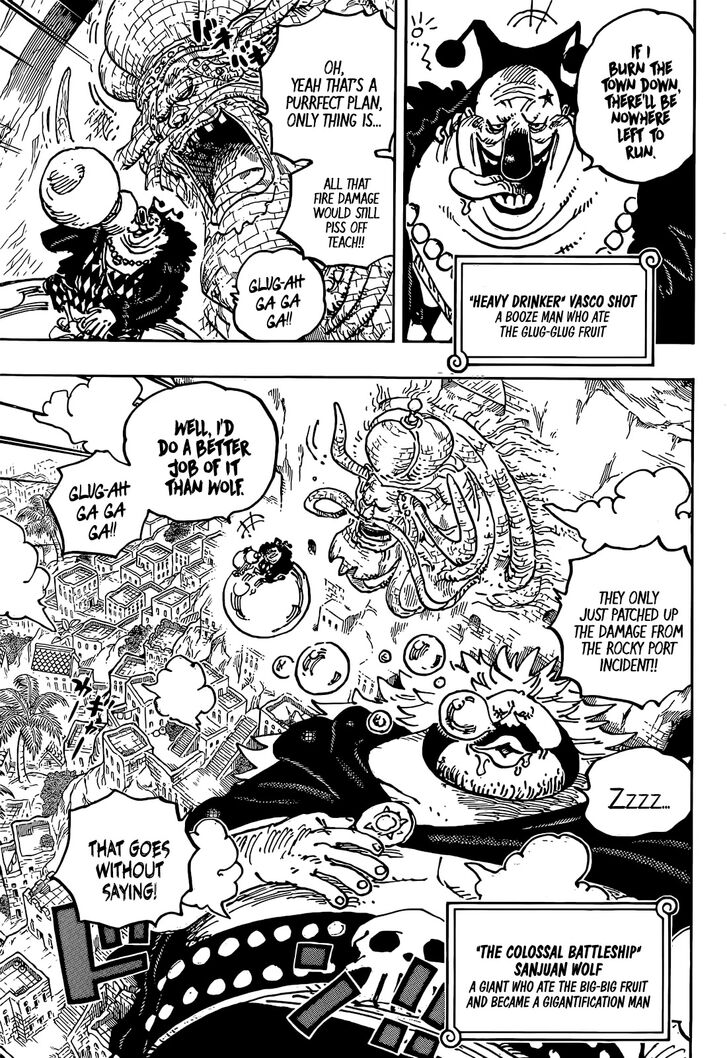 IF I
BURN THE
TOWN DOWN,
THERE'LL BE
NOWHERE
LEFT TO
RUN.
"HEAVY DRINKER" VASCO SHOT
A BOOZE MAN WHO ATE
THE GLUG-GLUG FRUIT
OH,
YEAH THAT'S A
PURRFECT PLAN,
ONLY THING IS...
ALL THAT
FIRE DAMAGE
WOULD STILL
PISS OFF
TEACH!!
GLUG-AH
GA GA
GA!!
WELL, I'D
DO A BETTER
JOB OF IT
THAN WOLF.
GLUG-AH
GA GA
GA!!
THEY ONLY
JUST PATCHED UP
THE DAMAGE FROM
THE ROCKY PORT
INCIDENT!!
ZZZZ...
THAT GOES
WITHOUT
SAYING!
"THE COLOSSAL BATTLESHIP"
SANJUAN WOLF
A GIANT WHO ATE THE BIG-BIG FRUIT
AND BECAME A GIGANTIFICATION MAN